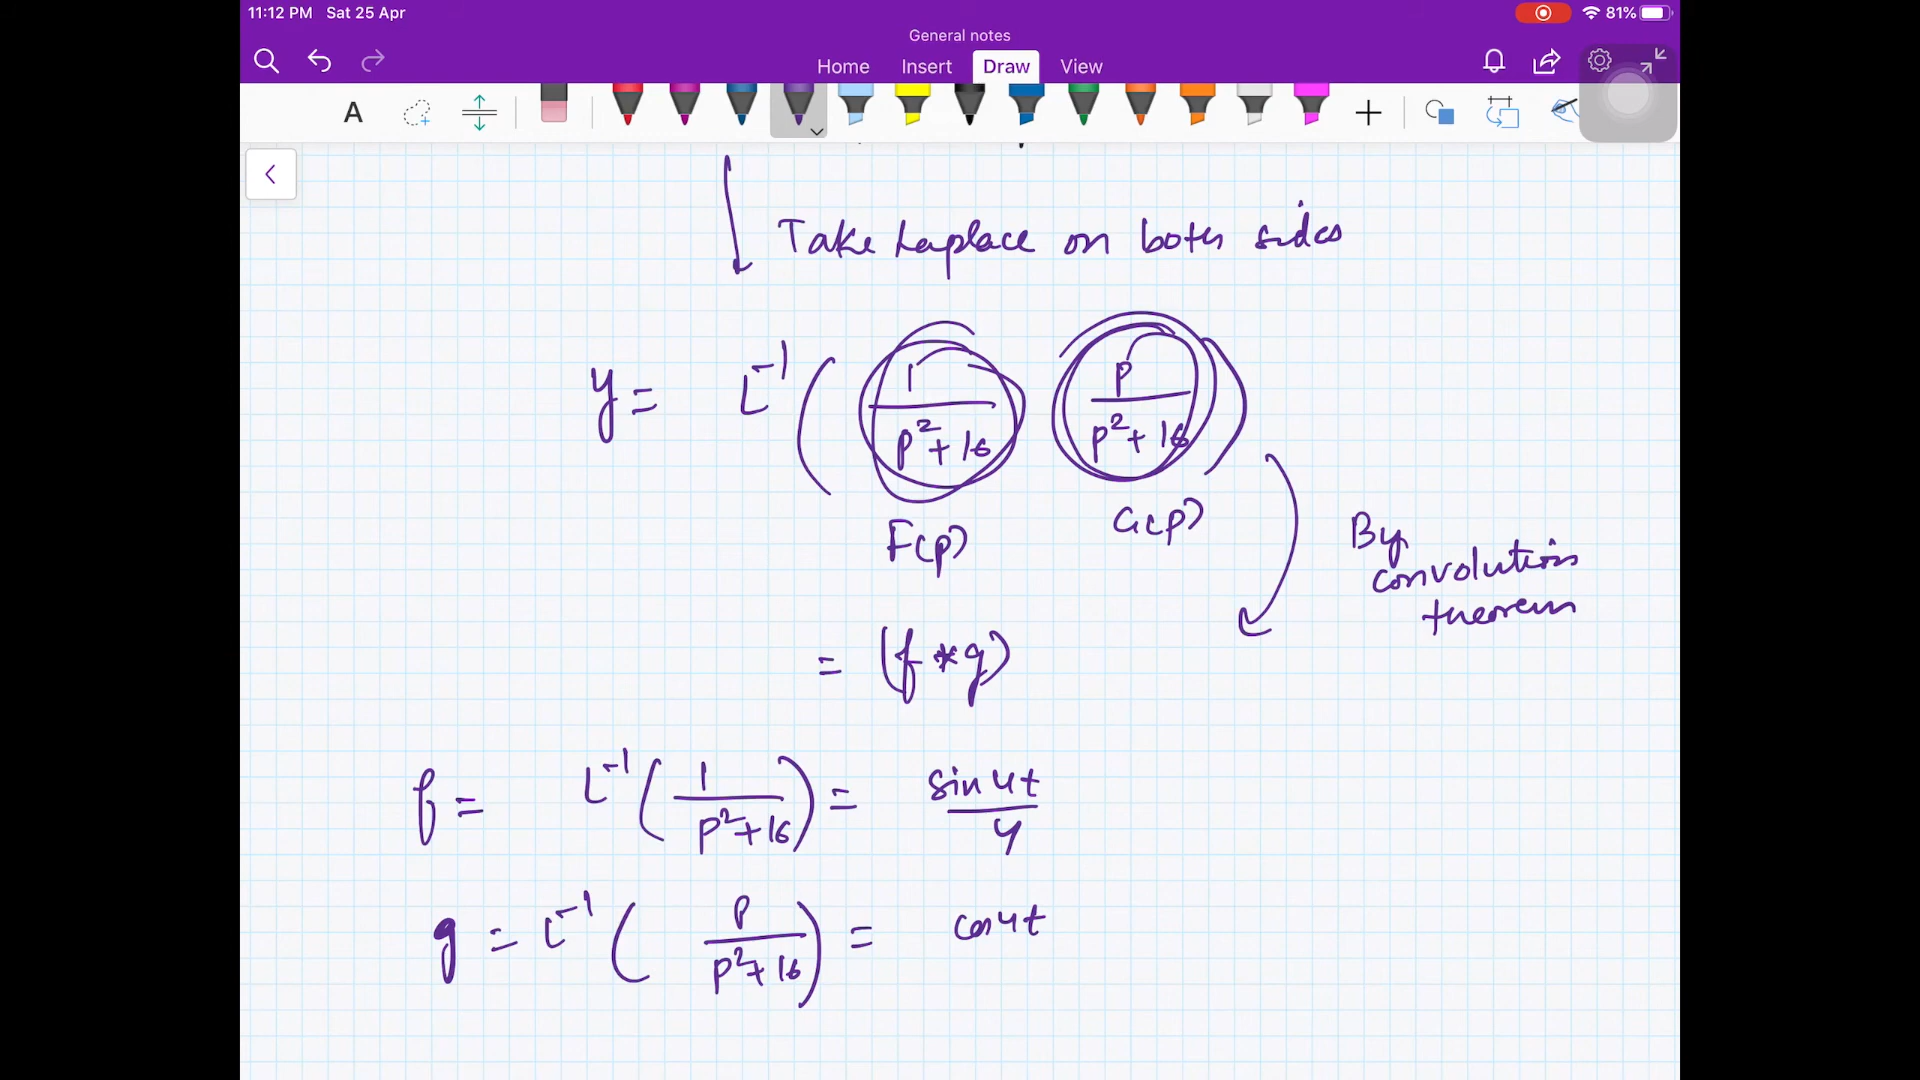 11:12 PM Sat 25 Apr
81%
General notes
Home Insert Draw View
A
Take Laplace on both sides
y = L⁻¹ ( 1/(p²+16) p/(p²+16) )
F(p) G(p)
By
convolution
theorem
= (f * g)
f = L⁻¹ ( 1/(p²+16) ) = sin4t/4
g = L⁻¹ ( p/(p²+16) ) = cos4t